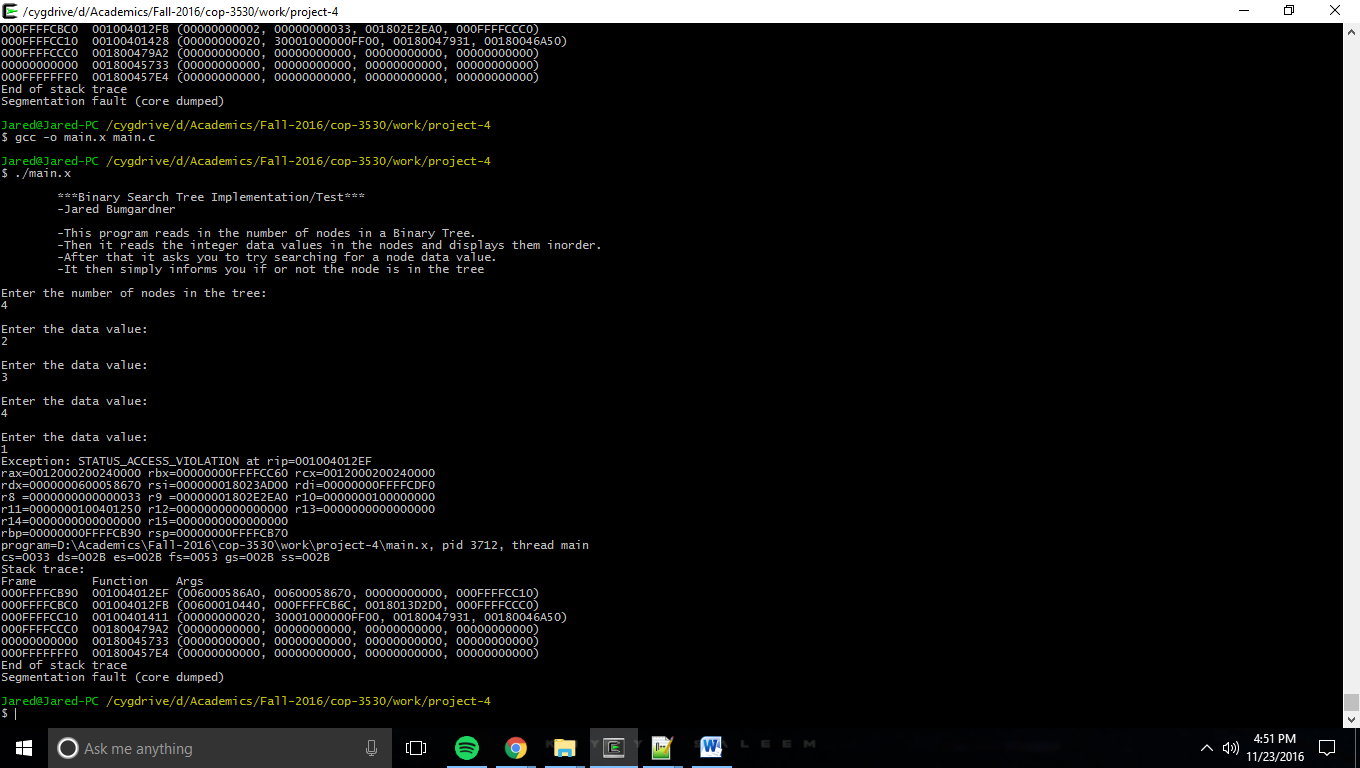 /cygdrive/d/Academics/Fall-2016/cop-3530/work/project-4
000FFFFCBC0 001004012FB (00000000002, 00000000033, 001802E2EA0, 000FFFFCCC0)
000FFFFCC10 00100401428 (00000000020, 30001000000FF00, 00180047931, 00180046A50)
000FFFFCCC0 001800479A2 (00000000000, 00000000000, 00000000000, 00000000000)
00000000000 00180045733 (00000000000, 00000000000, 00000000000, 00000000000)
000FFFFFFF0 001800457E4 (00000000000, 00000000000, 00000000000, 00000000000)
End of stack trace
Segmentation fault (core dumped)
Jared@Jared-PC /cygdrive/d/Academics/Fall-2016/cop-3530/work/project-4
$ gcc -o main.x main.c
Jared@Jared-PC /cygdrive/d/Academics/Fall-2016/cop-3530/work/project-4
$ ./main.x
***Binary Search Tree Implementation/Test***
-Jared Bumgardner
-This program reads in the number of nodes in a Binary Tree.
-Then it reads the integer data values in the nodes and displays them inorder.
-After that it asks you to try searching for a node data value.
-It then simply informs you if or not the node is in the tree
Enter the number of nodes in the tree:
4
Enter the data value:
2
Enter the data value:
3
Enter the data value:
4
Enter the data value:
1
Exception: STATUS_ACCESS_VIOLATION at rip=001004012EF
rax=0012000200240000 rbx=00000000FFFFCC60 rcx=0012000200240000
rdx=0000000600058670 rsi=000000018023AD00 rdi=00000000FFFFCDF0
r8 =0000000000000033 r9 =00000001802E2EA0 r10=0000000100000000
r11=0000000100401250 r12=0000000000000000 r13=0000000000000000
r14=0000000000000000 r15=0000000000000000
rbp=00000000FFFFCB90 rsp=00000000FFFFCB70
program=D:\Academics\Fall-2016\cop-3530\work\project-4\main.x, pid 3712, thread main
cs=0033 ds=002B es=002B fs=0053 gs=002B ss=002B
Stack trace:
Frame Function Args
000FFFFCB90 001004012EF (006000586A0, 00600058670, 00000000000, 000FFFFCC10)
000FFFFCBC0 001004012FB (00600010440, 000FFFFCB6C, 0018013D2D0, 000FFFFCCC0)
000FFFFCC10 00100401411 (00000000020, 30001000000FF00, 00180047931, 00180046A50)
000FFFFCCC0 001800479A2 (00000000000, 00000000000, 00000000000, 00000000000)
00000000000 00180045733 (00000000000, 00000000000, 00000000000, 00000000000)
000FFFFFFF0 001800457E4 (00000000000, 00000000000, 00000000000, 00000000000)
End of stack trace
Segmentation fault (core dumped)
Jared@Jared-PC /cygdrive/d/Academics/Fall-2016/cop-3530/work/project-4
$
Ask me anything
4:51 PM
11/23/2016